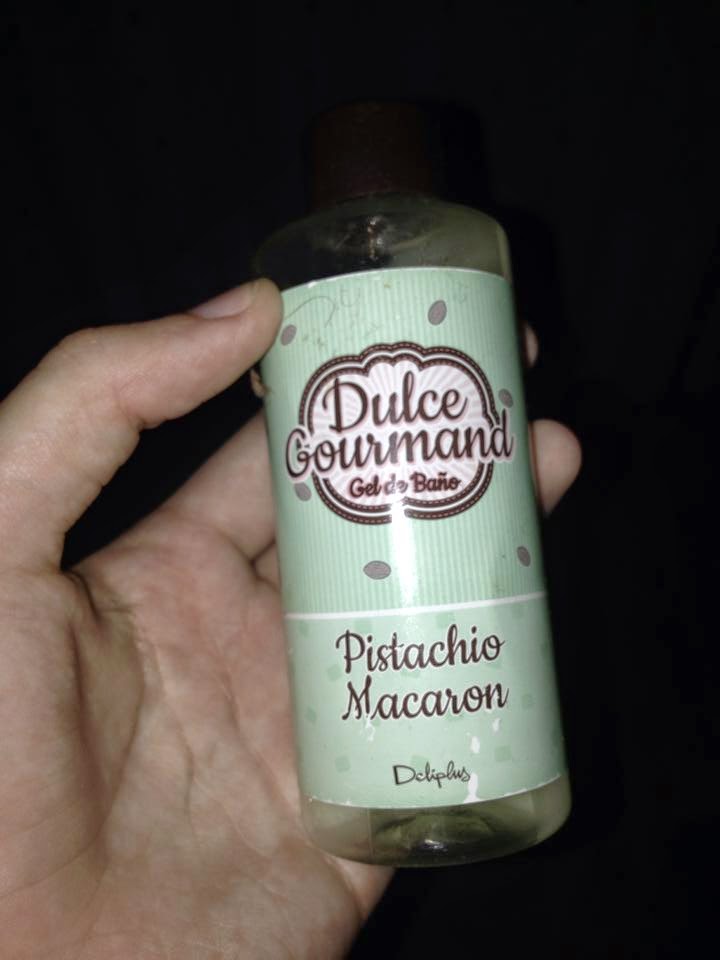 Dulce
Gourmand
Gel de Baño
Pistachio
Macaron
Deliplus